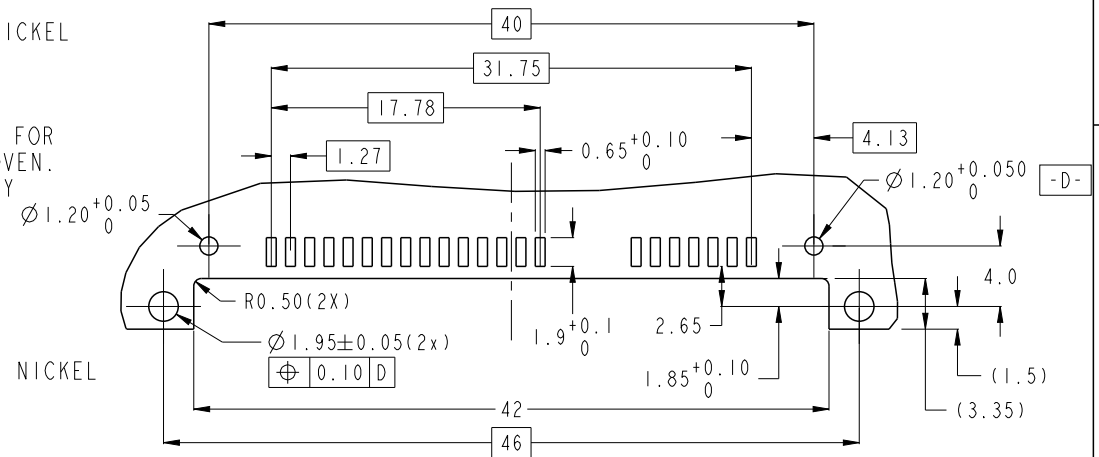 40
ICKEL
31.75
17.78
FOR
VEN.
Y
1.27
0.65 +0.10 0
4.13
Ø1.20 +0.05 0
Ø1.20 +0.050 0
-D-
4.0
R0.50(2X)
1.9 +0.1 0
2.65
Ø1.95±0.05(2x)
⌖ 0.10 D
NICKEL
1.85 +0.10 0
(1.5)
(3.35)
42
46